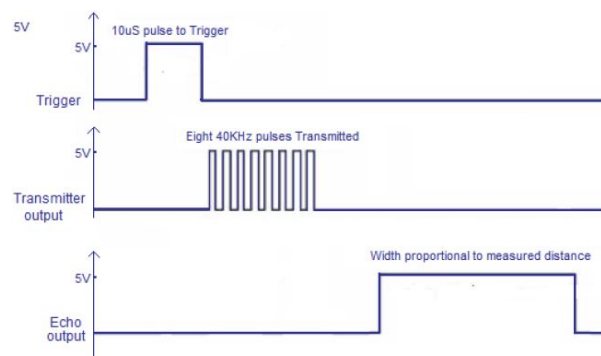 5V
10uS pulse to Trigger
5V
Trigger
Eight 40KHz pulses Transmitted
5V
Transmitter
output
Width proportional to measured distance
5V
Echo
output